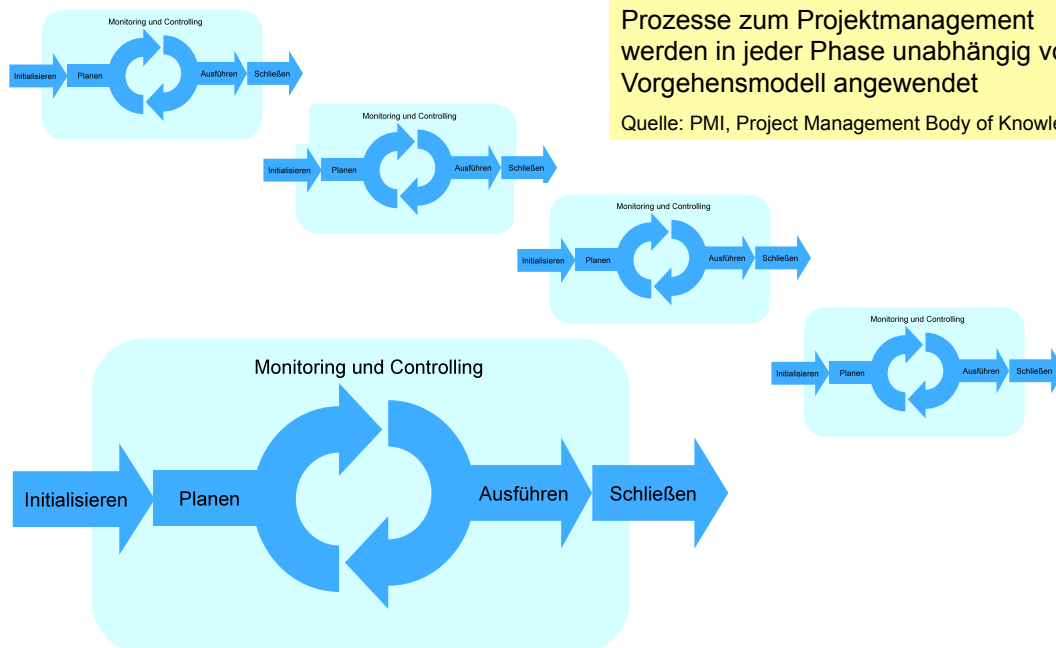 Prozesse zum Projektmanagement
werden in jeder Phase unabhängig
Vorgehensmodell angewendet
Quelle: PMI, Project Management Body of
Monitoring und Controlling
Initialisieren
Planen
Ausführen
Schließen
Monitoring und Controlling
Initialisieren
Planen
Ausführen
Schließen
Monitoring und Controlling
Initialisieren
Planen
Ausführen
Schließen
Monitoring und Controlling
Initialisieren
Planen
Ausführen
Schließen
Monitoring und Controlling
Initialisieren
Planen
Ausführen
Schließen